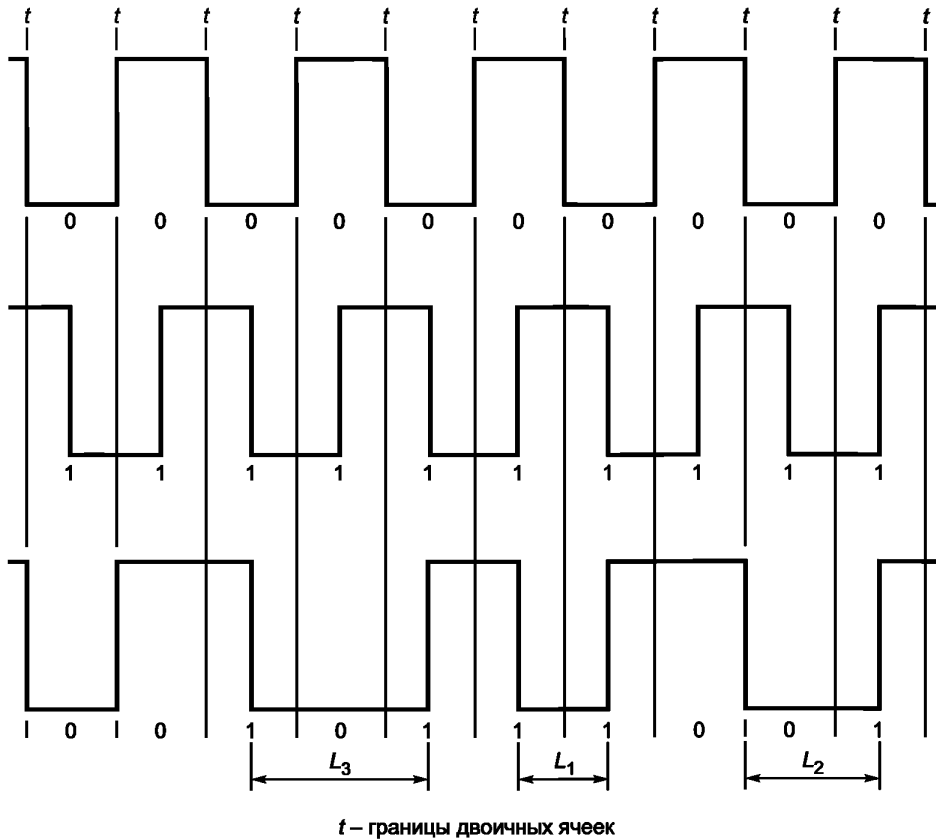 t t t t t t t t t t t
0 0 0 0 0 0 0 0 0 0
1 1 1 1 1 1 1 1 1 1
0 0 1 0 1 1 1 0 0 1
L3 L1 L2
t – границы двоичных ячеек